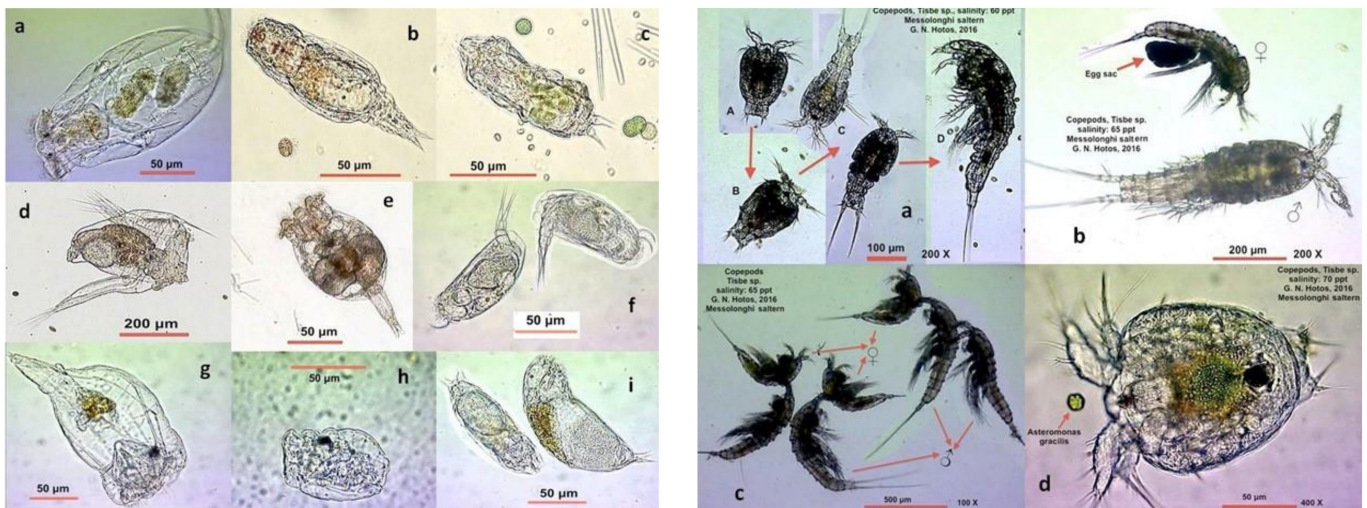 a
50 µm
b
50 µm
c
50 µm
d
200 µm
e
50 µm
f
50 µm
g
50 µm
h
50 µm
i
50 µm
Copepods, Tisbe sp., salinity: 60 ppt
Messolonghi saltern
G. N. Hotos, 2016
A
B
C
D
a
100 µm
200 X
♀
Egg sac
Copepods, Tisbe sp.
salinity: 65 ppt
Messolonghi saltern
G. N. Hotos, 2016
♂
b
200 µm
200 X
Copepods
Tisbe sp.
salinity: 65 ppt
G. N. Hotos, 2016
Messolonghi saltern
♀
♂
c
500 µm
100 X
Copepods, Tisbe sp.
salinity: 70 ppt
G. N. Hotos, 2016
Messolonghi saltern
Asteromonas
gracilis
d
50 µm
400 X